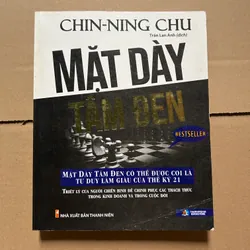 CHIN-NING CHU
Trần Lan Anh (dịch)
MẶT DÀY
TÂM ĐEN
BESTSELLER
MẶT DÀY TÂM ĐEN CÓ THỂ ĐƯỢC COI LÀ
TƯ DUY LÀM GIÀU CỦA THẾ KỶ 21
TRIẾT LÝ CỦA NGƯỜI CHIẾN BINH ĐỂ CHINH PHỤC CÁC THÁCH THỨC
TRONG KINH DOANH VÀ TRONG CUỘC ĐỜI
NHÀ XUẤT BẢN THANH NIÊN